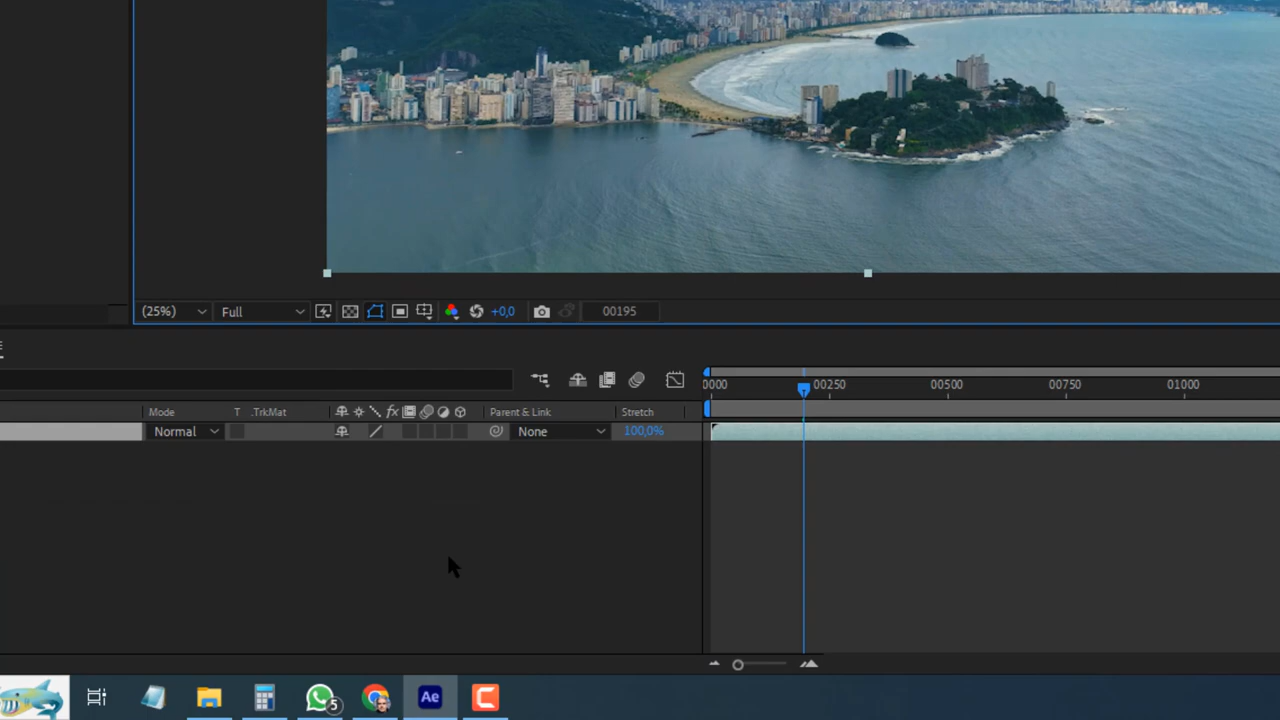 (25%) Full +0,0 00195
0000 00250 00500 00750 01000
Mode T .TrkMat fx Parent & Link Stretch
Normal None 100,0%
5 Ae